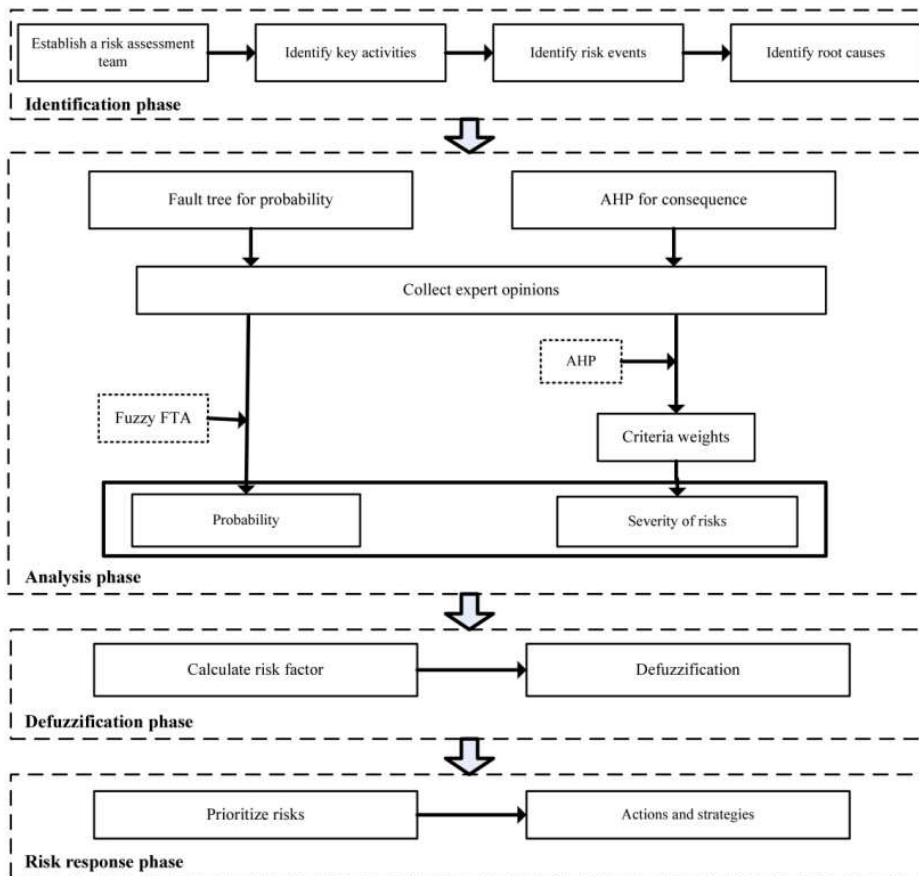 Establish a risk assessment
team
Identify key activities
Identify risk events
Identify root causes
Identification phase
Fault tree for probability
AHP for consequence
Collect expert opinions
AHP
Fuzzy FTA
Criteria weights
Probability
Severity of risks
Analysis phase
Calculate risk factor
Defuzzification
Defuzzification phase
Prioritize risks
Actions and strategies
Risk response phase